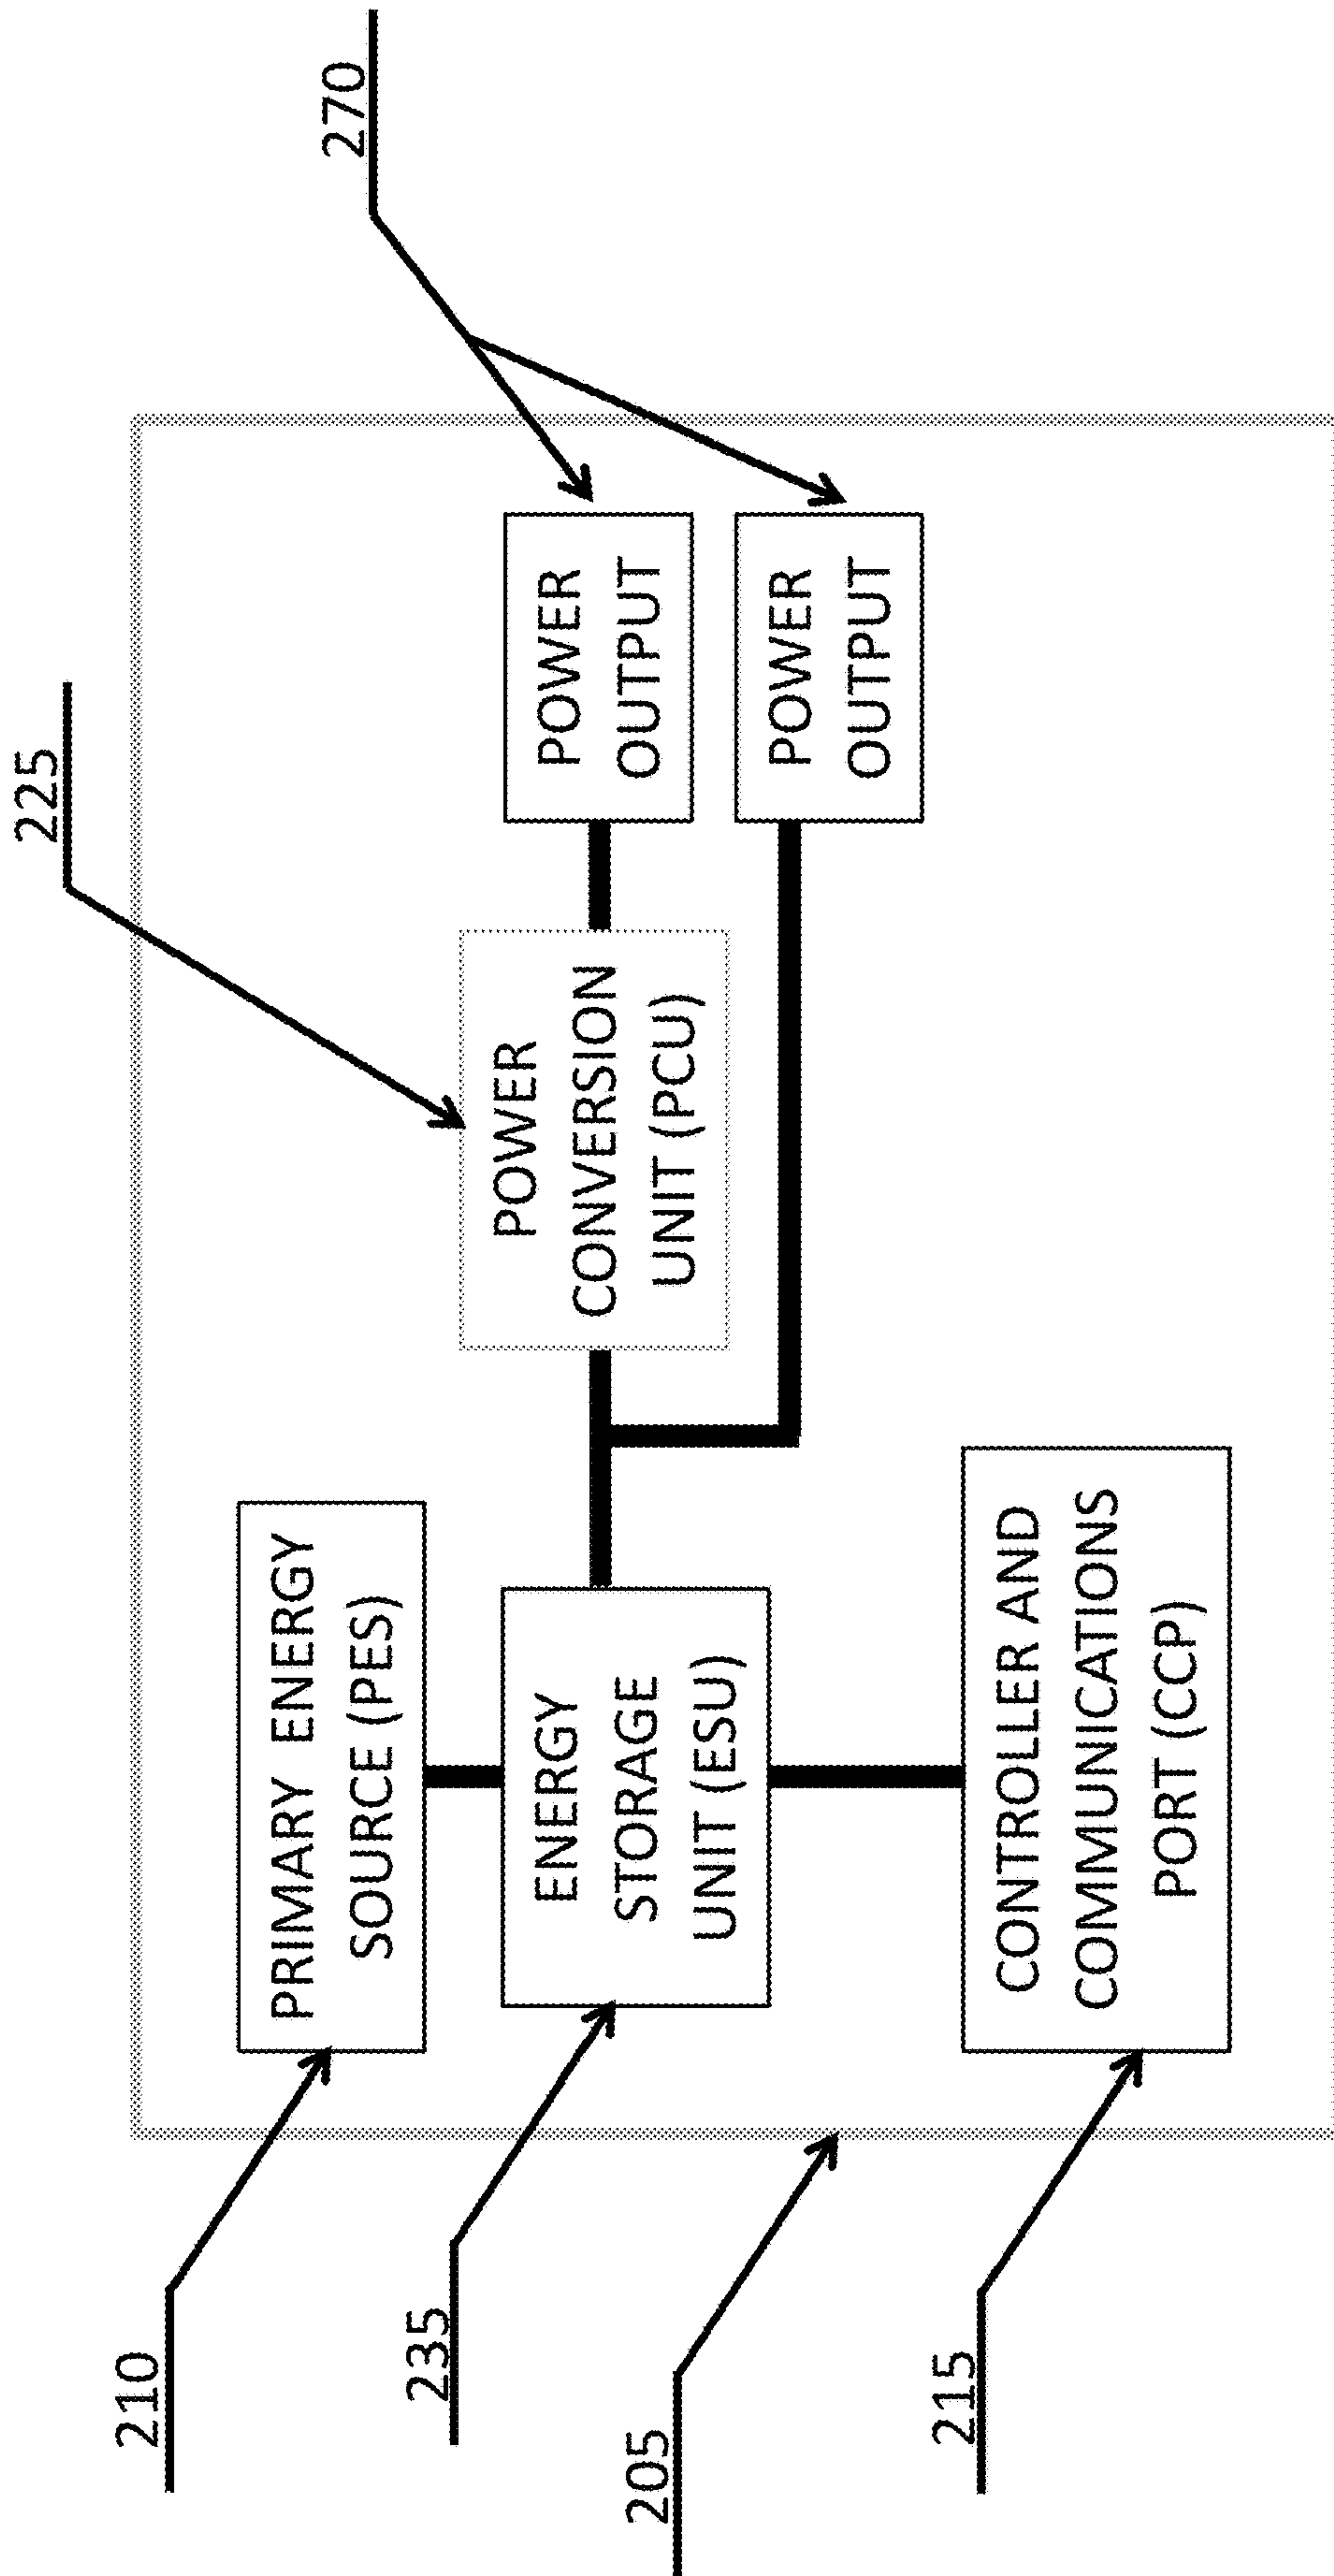 210
PRIMARY ENERGY
SOURCE (PES)
235
ENERGY
STORAGE
UNIT (ESU)
205
215
CONTROLLER AND
COMMUNICATIONS
PORT (CCP)
225
POWER
CONVERSION
UNIT (PCU)
270
POWER
OUTPUT
POWER
OUTPUT